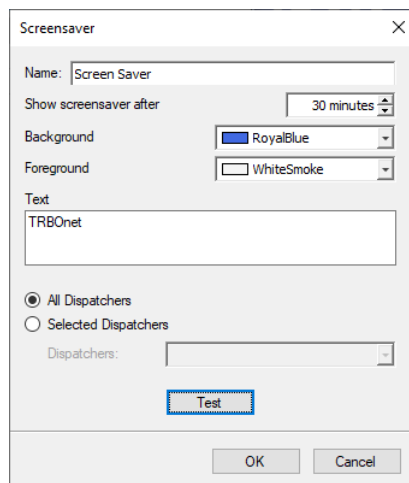 Screensaver
Name: Screen Saver
Show screensaver after 30 minutes
Background RoyalBlue
Foreground WhiteSmoke
Text
TRBOnet
All Dispatchers
Selected Dispatchers
Dispatchers:
Test
OK Cancel